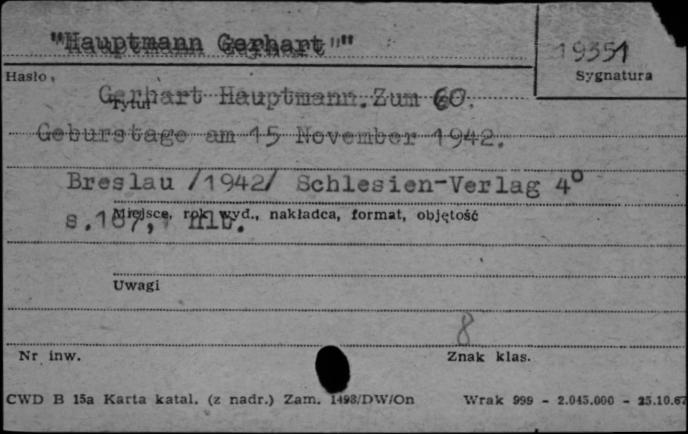 "Hauptmann Gerhart""
19351
Hasło
Sygnatura
Gerhart Hauptmann. Zum 60.
Tytuł
Geburstage am 15 November 1942.
Breslau /1942/ Schlesien-Verlag 4°
Miejsce, rok wyd., nakładca, format, objętość
s.187,
Uwagi
8
Nr inw.
Znak klas.
CWD B 15a Karta katal. (z nadr.) Zam. 1498/DW/On
Wrak 999 - 2.045.000 - 25.10.67